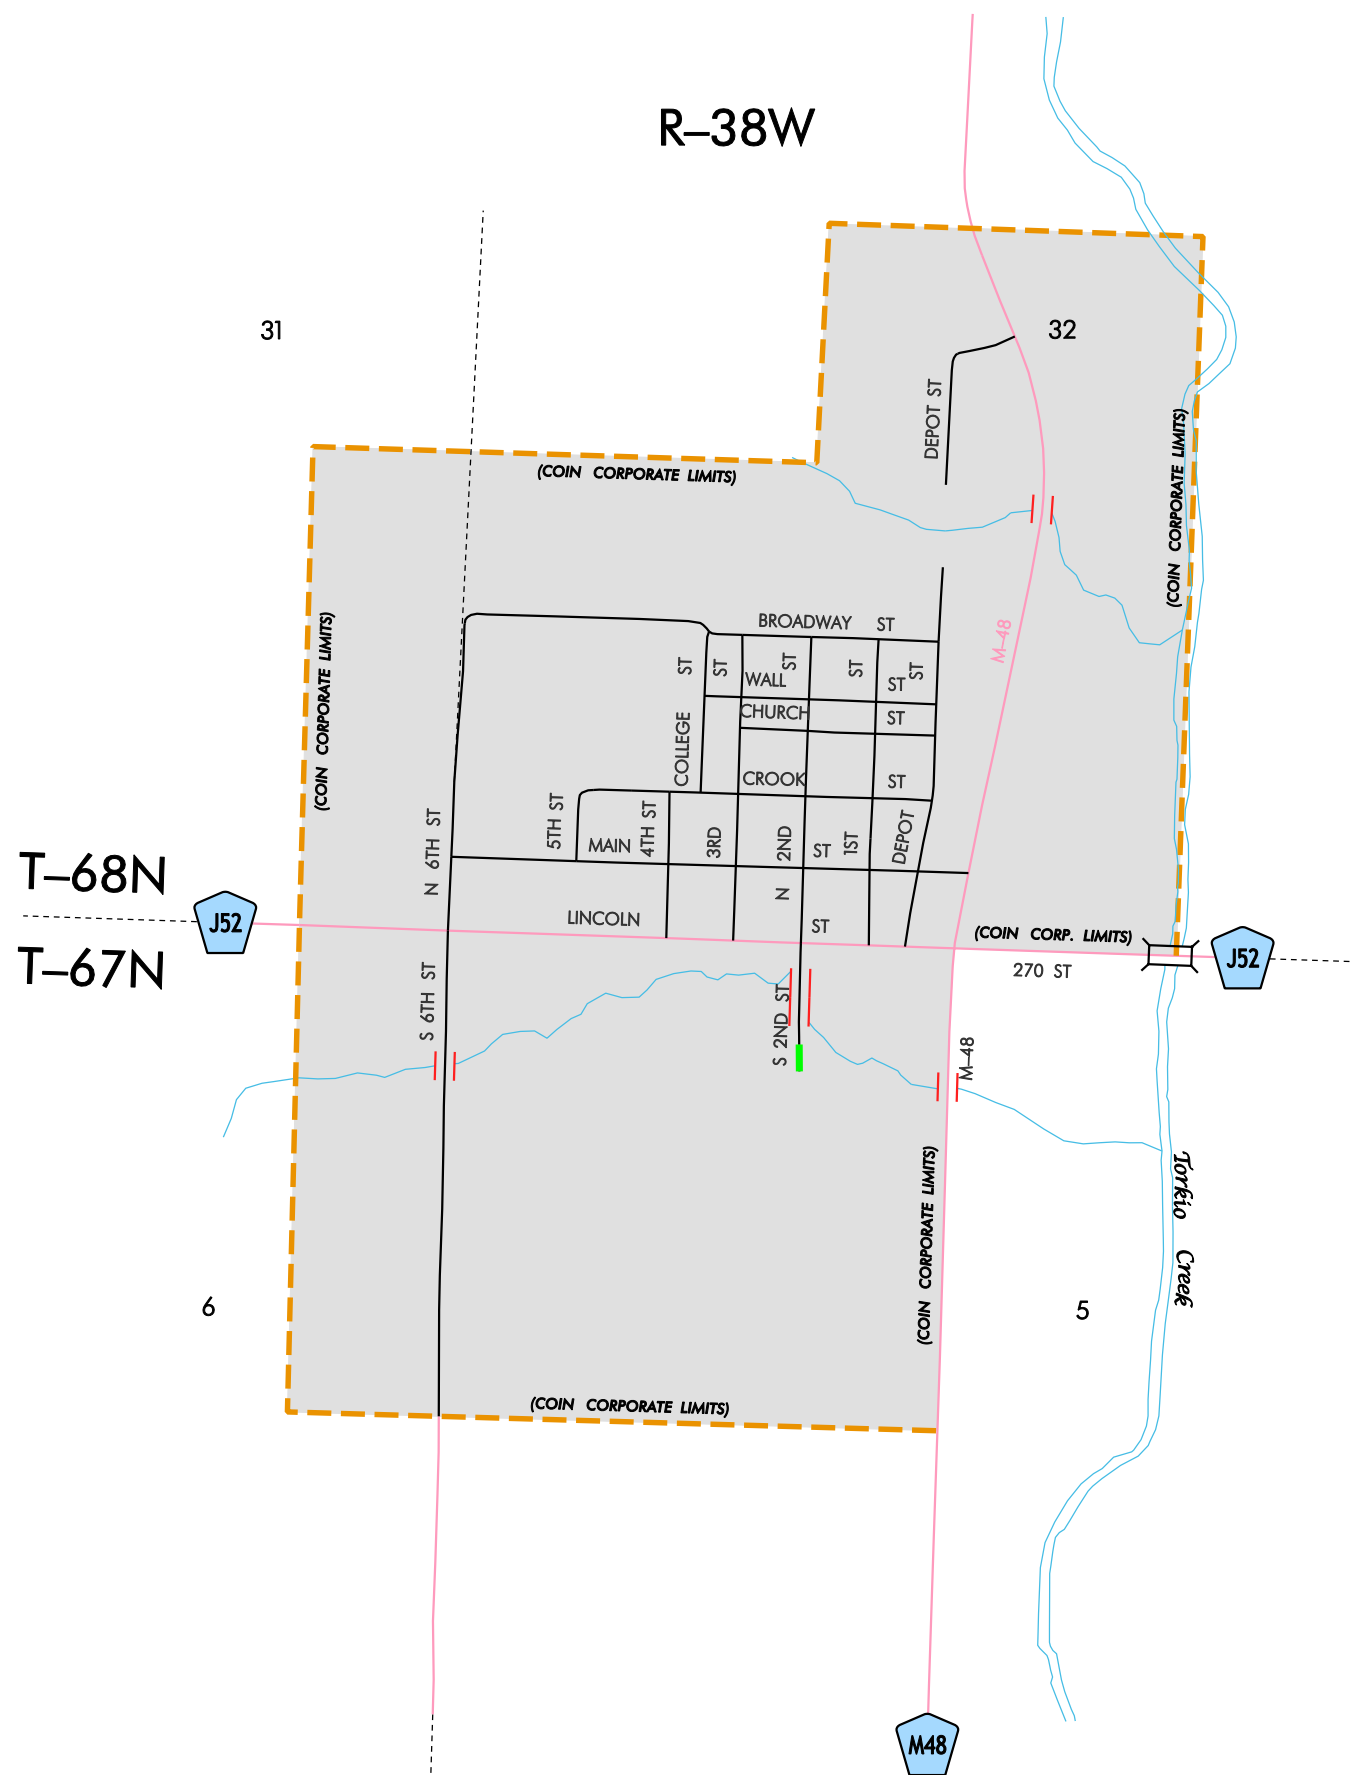 R–38W
31
32
DEPOT ST
(COIN CORPORATE LIMITS)
(COIN CORPORATE LIMITS)
(COIN CORPORATE LIMITS)
BROADWAY ST
M–48
ST
ST
ST
ST
ST
WALL ST
CHURCH ST
COLLEGE
CROOK ST
5TH ST
4TH ST
3RD
2ND
1ST
DEPOT
N 6TH ST
MAIN ST
N
T–68N
J52
LINCOLN ST
(COIN CORP. LIMITS)
J52
T–67N
270 ST
S 6TH ST
S 2ND ST
M–48
(COIN CORPORATE LIMITS)
Torkio Creek
6
5
(COIN CORPORATE LIMITS)
M48